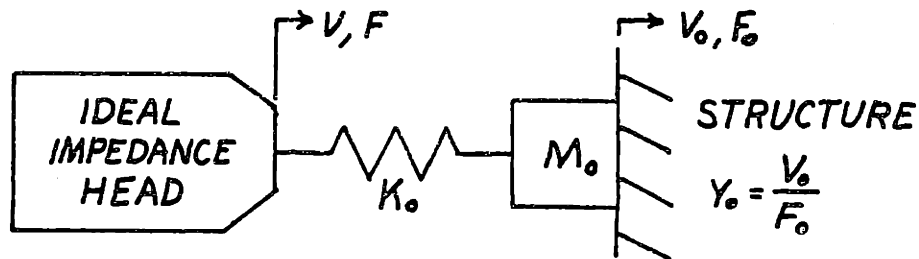 V, F
V₀, F₀
IDEAL
IMPEDANCE
HEAD
K₀
M₀
STRUCTURE
Y₀ = V₀/F₀